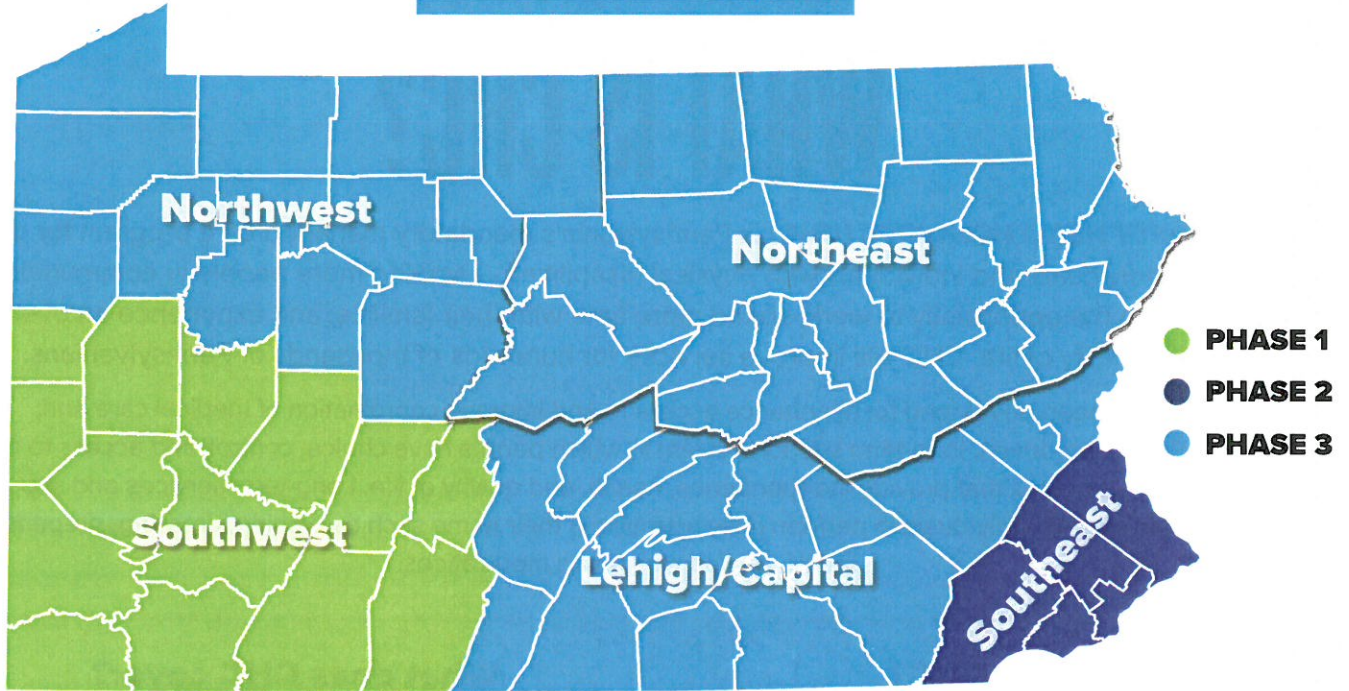 Northwest
Northeast
PHASE 1
PHASE 2
PHASE 3
Southwest
Lehigh/Capital
Southeast